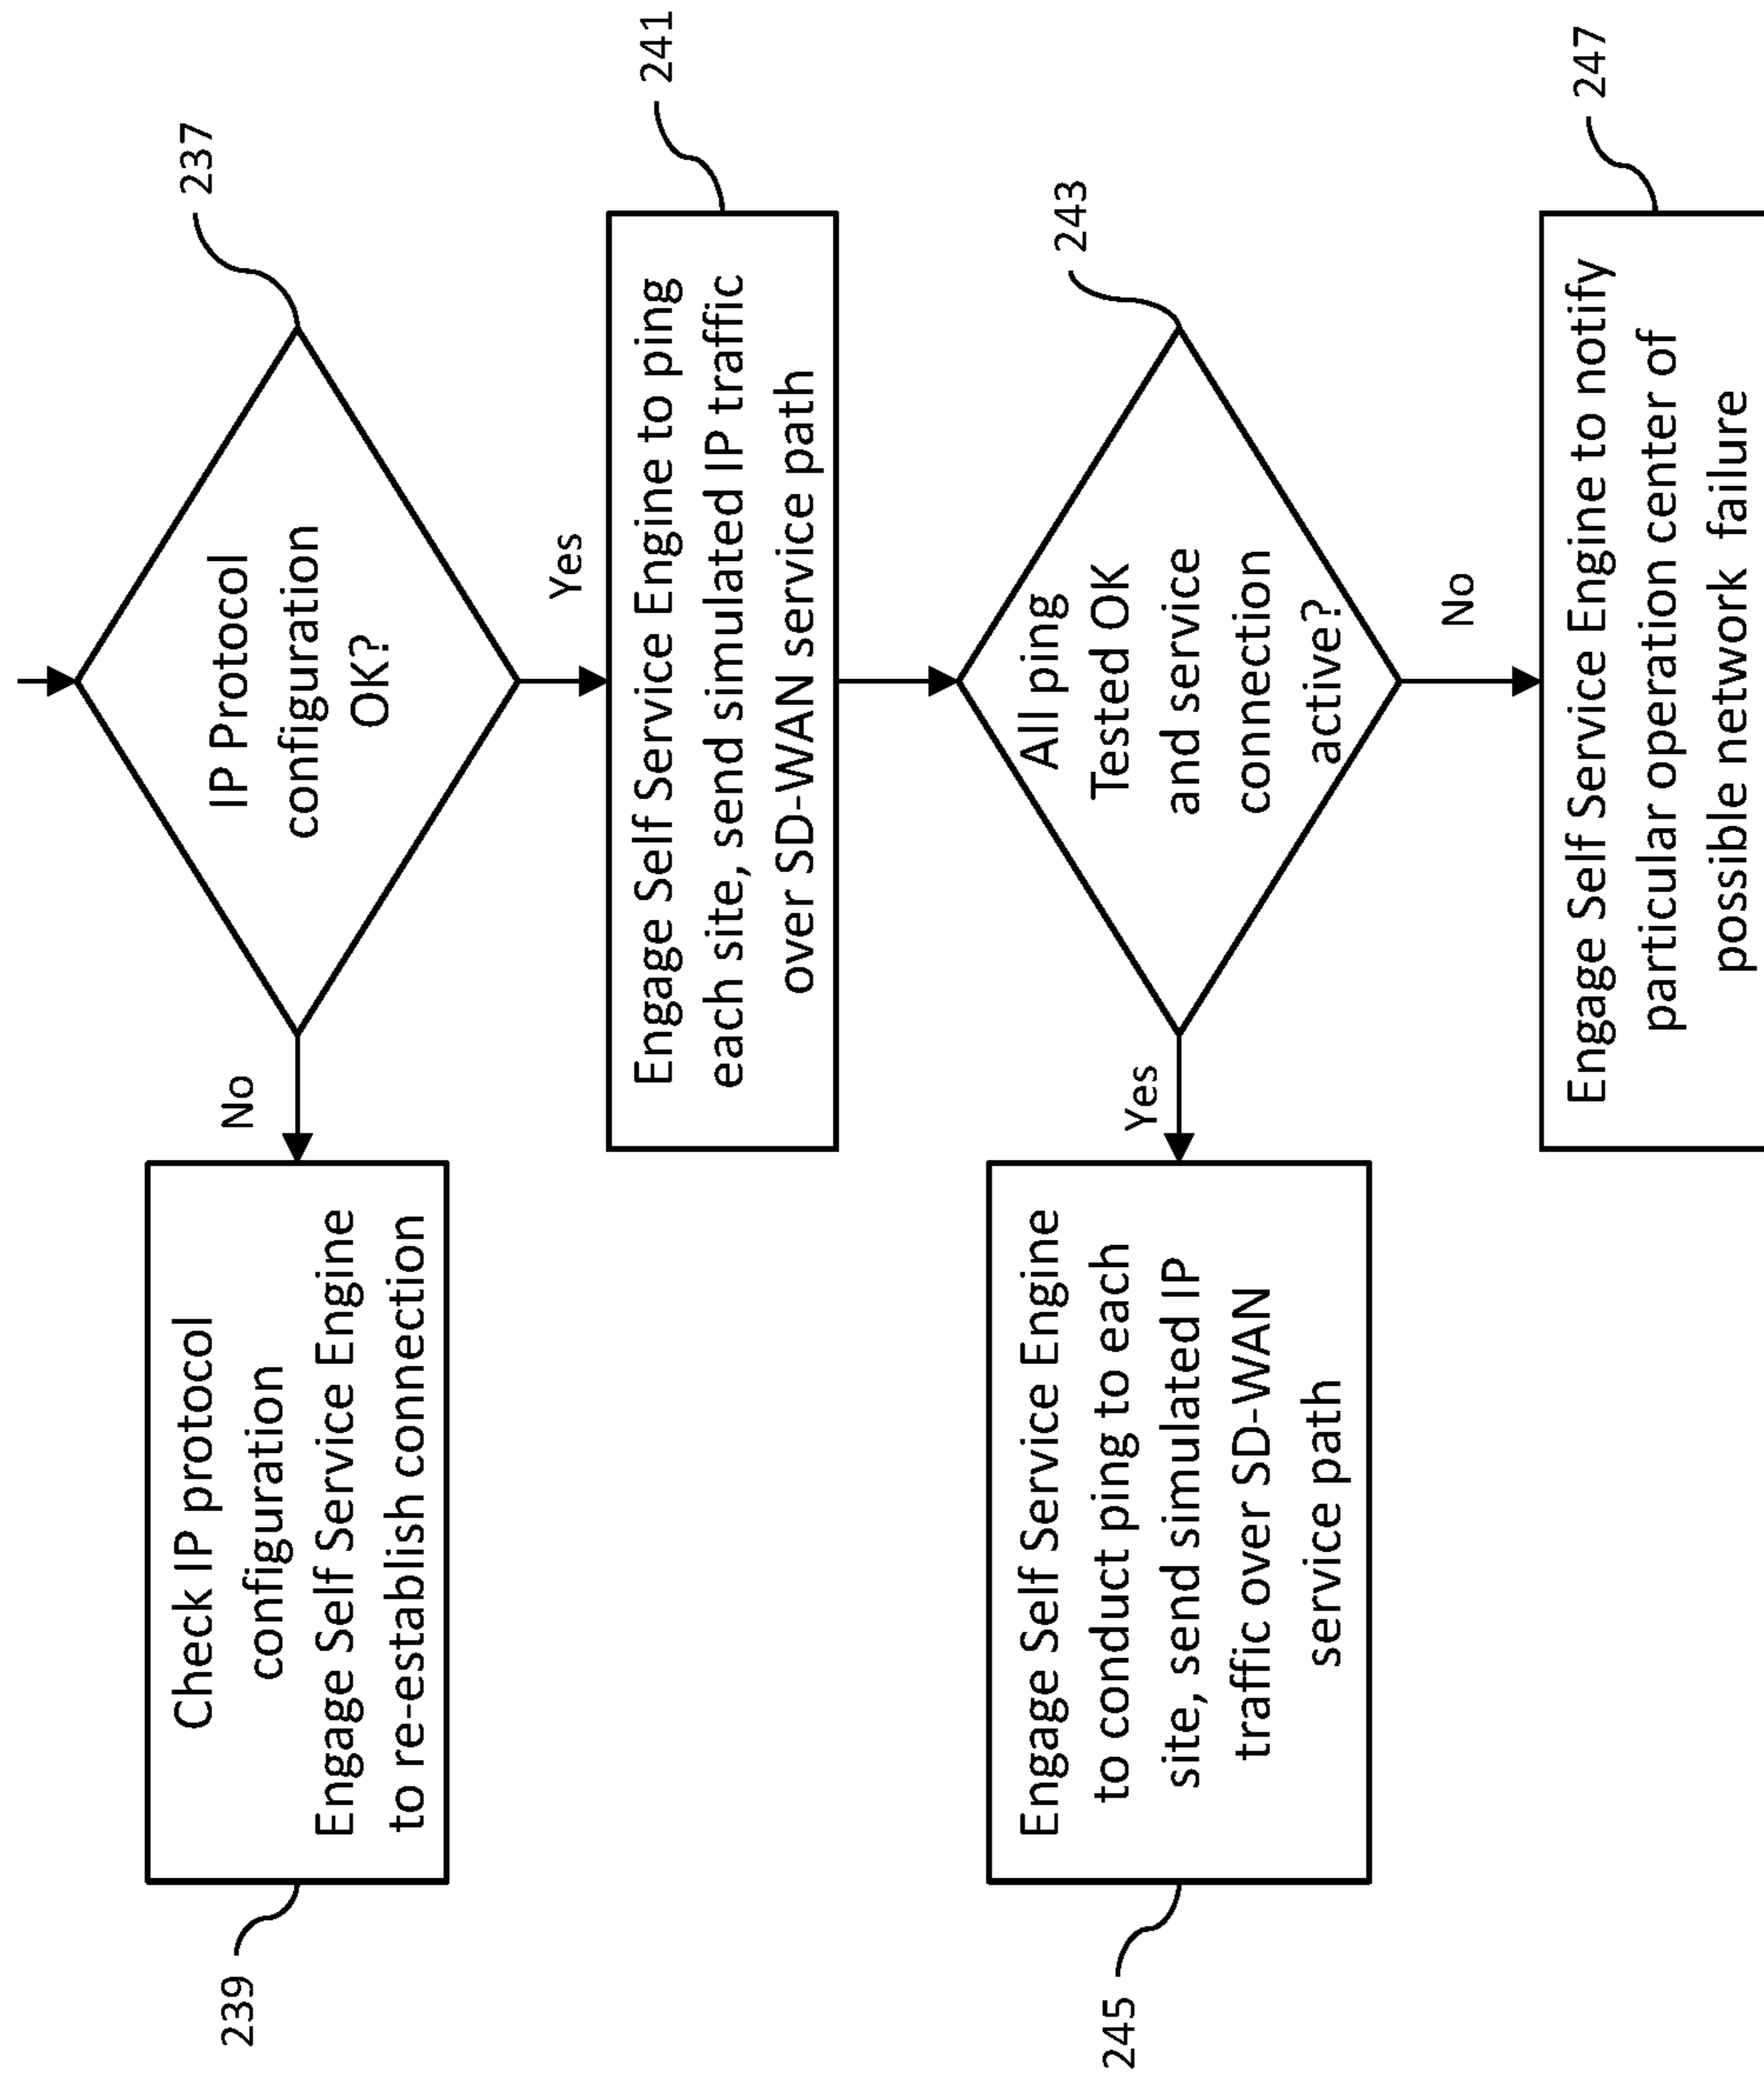 237
IP Protocol
configuration
OK?
No
239
Check IP protocol
configuration
Engage Self Service Engine
to re-establish connection
Yes
241
Engage Self Service Engine to ping
each site, send simulated IP traffic
over SD-WAN service path
243
All ping
Tested OK
and service
connection
active?
Yes
245
Engage Self Service Engine
to conduct ping to each
site, send simulated IP
traffic over SD-WAN
service path
No
247
Engage Self Service Engine to notify
particular operation center of
possible network failure